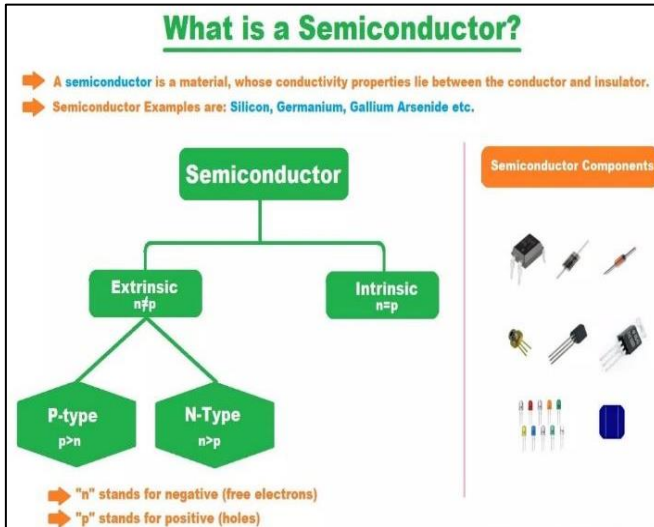 What is a Semiconductor?
A semiconductor is a material, whose conductivity properties lie between the conductor and insulator.
Semiconductor Examples are: Silicon, Germanium, Gallium Arsenide etc.
Semiconductor
Extrinsic
n≠p
Intrinsic
n=p
P-type
p>n
N-Type
n>p
"n" stands for negative (free electrons)
"p" stands for positive (holes)
Semiconductor Components